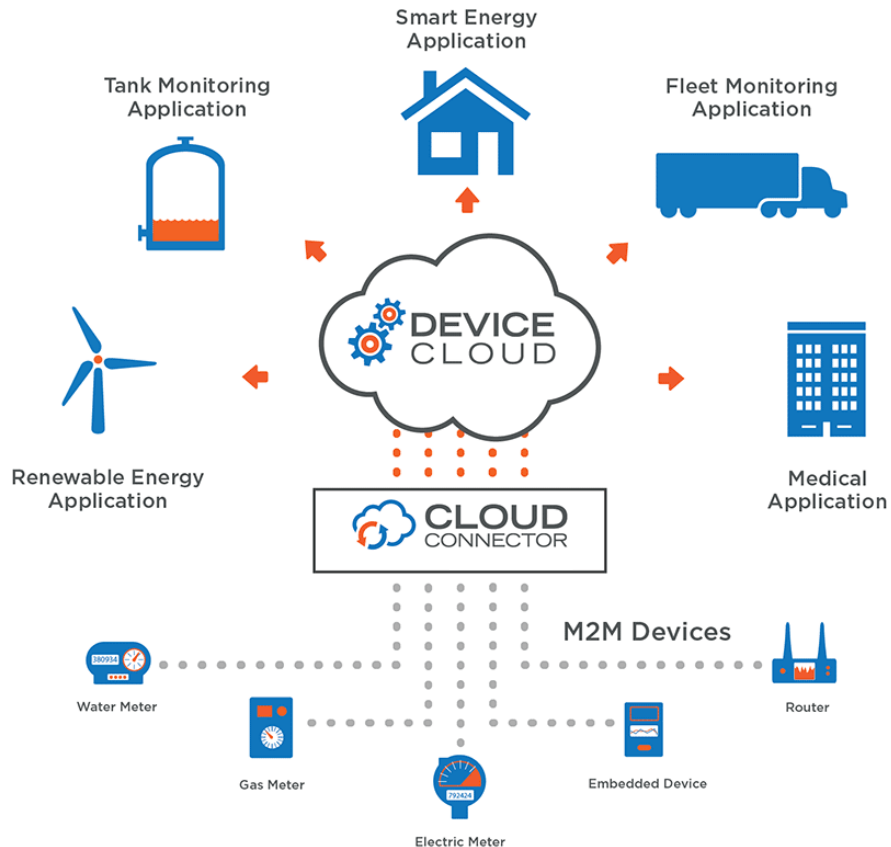 Smart Energy
Application
Tank Monitoring
Application
Fleet Monitoring
Application
DEVICE
CLOUD
Renewable Energy
Application
Medical
Application
CLOUD
CONNECTOR
M2M Devices
380934
Water Meter
Router
Gas Meter
Embedded Device
792424
Electric Meter